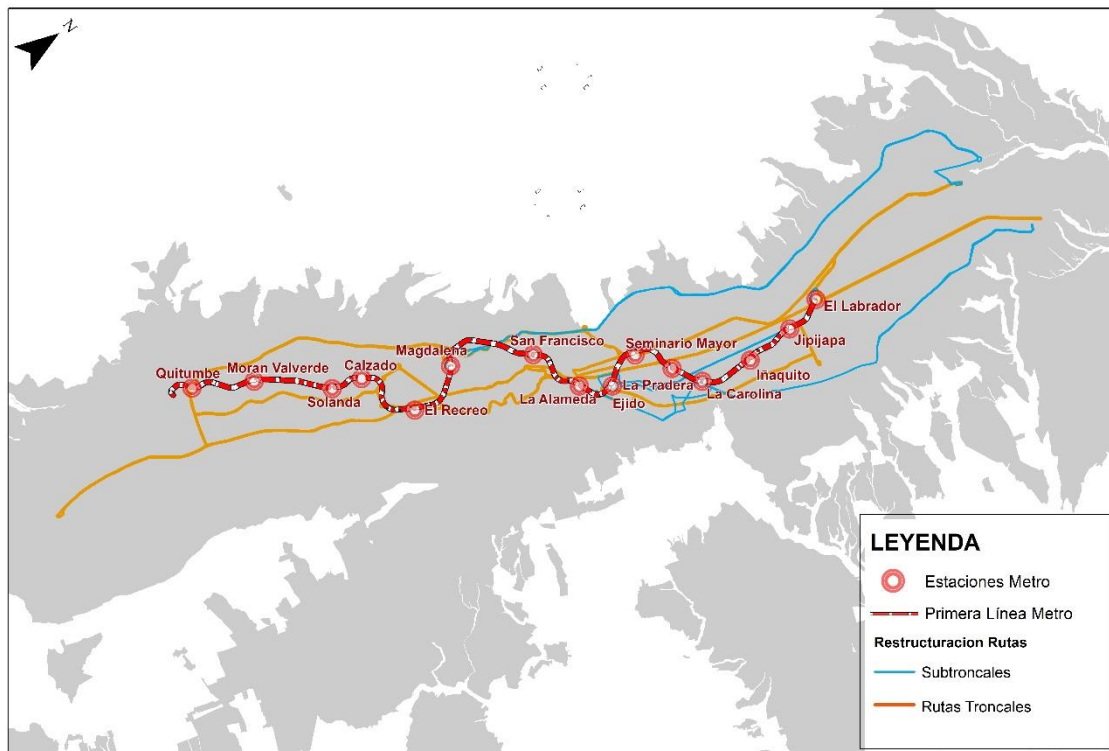 N
El Labrador
Jipijapa
San Francisco
Seminario Mayor
Magdalena
Iñaquito
Calzado
Moran Valverde
Quitumbe
La Pradera
La Carolina
La Alameda
Ejido
Solanda
El Recreo
LEYENDA
Estaciones Metro
Primera Línea Metro
Restructuracion Rutas
Subtroncales
Rutas Troncales